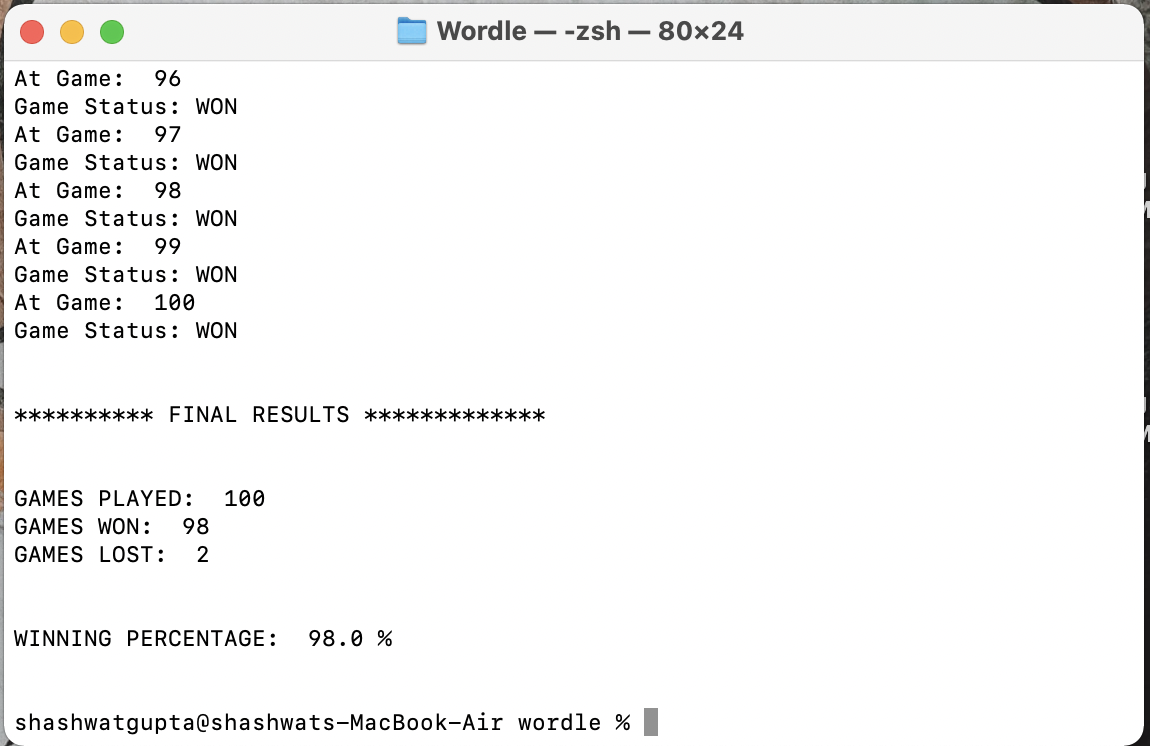 Wordle — -zsh — 80×24
At Game:  96
Game Status: WON
At Game:  97
Game Status: WON
At Game:  98
Game Status: WON
At Game:  99
Game Status: WON
At Game:  100
Game Status: WON
********** FINAL RESULTS *************
GAMES PLAYED:  100
GAMES WON:  98
GAMES LOST:  2
WINNING PERCENTAGE:  98.0 %
shashwatgupta@shashwats-MacBook-Air wordle %